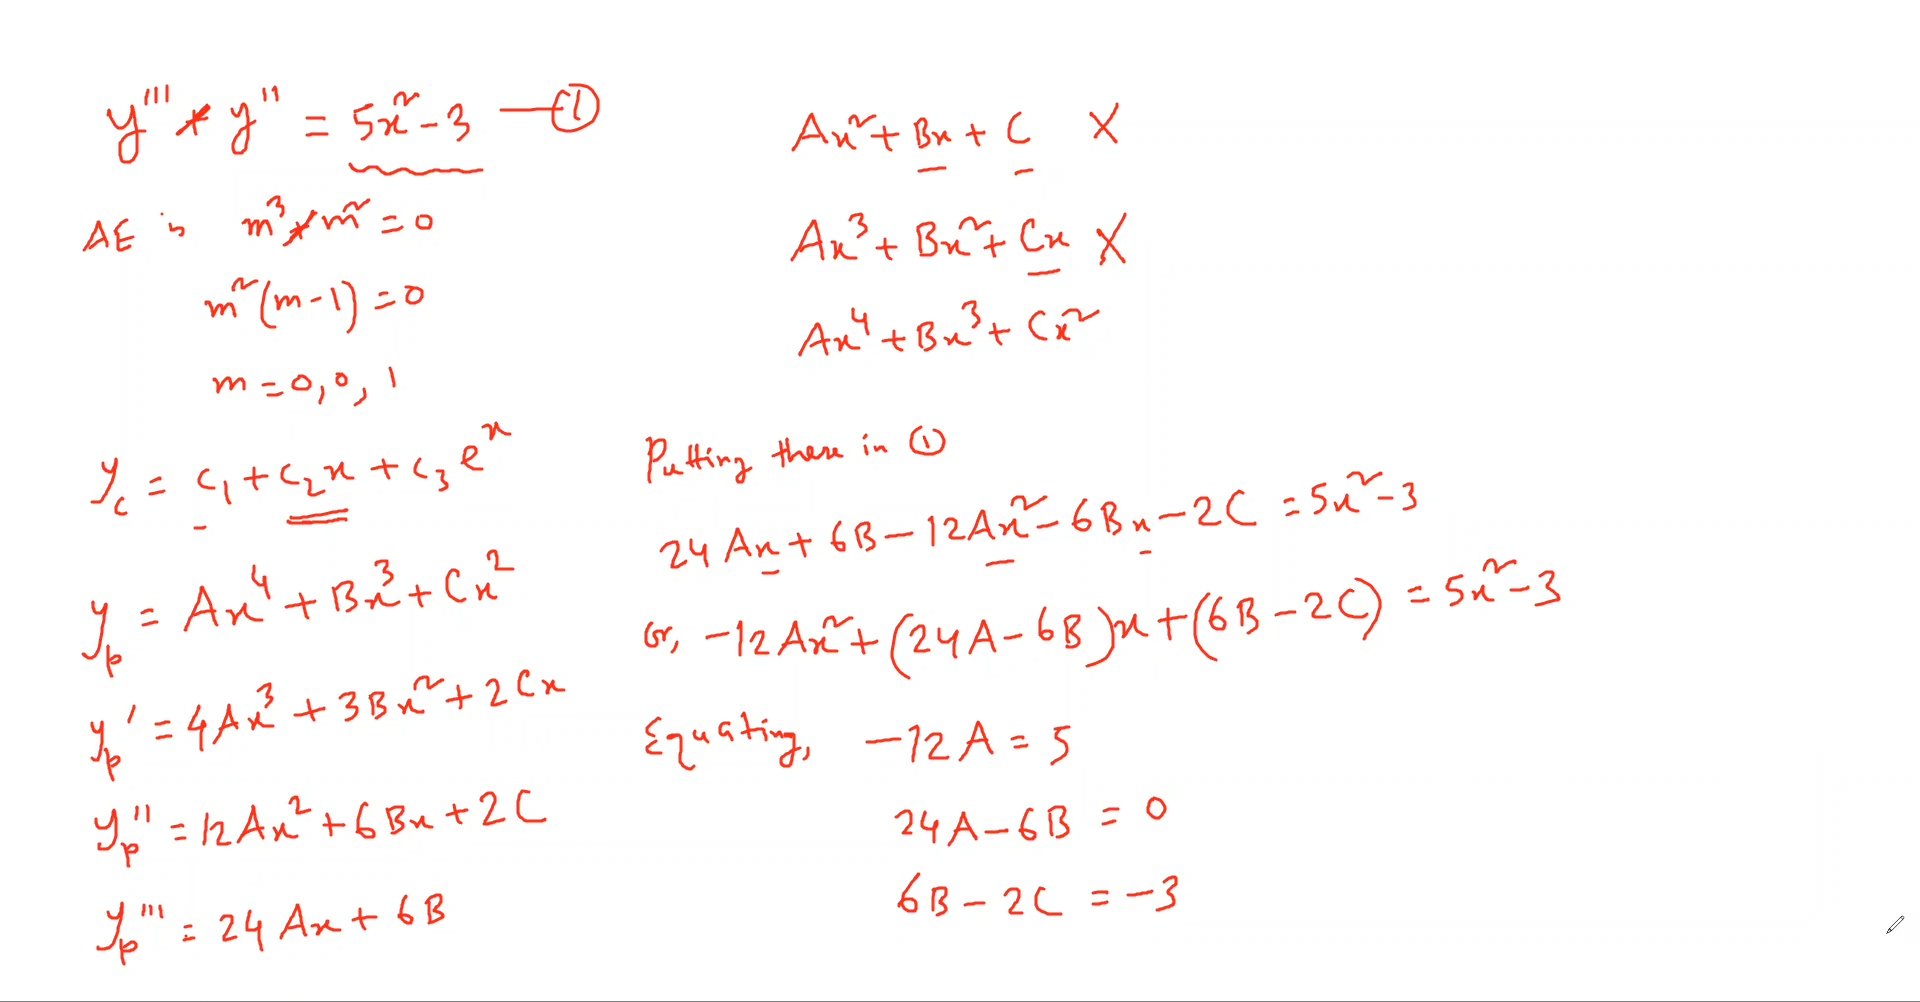 y''' - y'' = 5x² - 3 — ①
AE is m³ - m² = 0
m²(m-1) = 0
m = 0, 0, 1
y_c = c₁ + c₂x + c₃eˣ
y_p = Ax⁴ + Bx³ + Cx²
y_p' = 4Ax³ + 3Bx² + 2Cx
y_p'' = 12Ax² + 6Bx + 2C
y_p''' = 24Ax + 6B
Ax² + Bx + C X
Ax³ + Bx² + Cx X
Ax⁴ + Bx³ + Cx²
Putting these in ①
24Ax + 6B - 12Ax² - 6Bx - 2C = 5x² - 3
or, -12Ax² + (24A - 6B)x + (6B - 2C) = 5x² - 3
Equating, -12A = 5
24A - 6B = 0
6B - 2C = -3